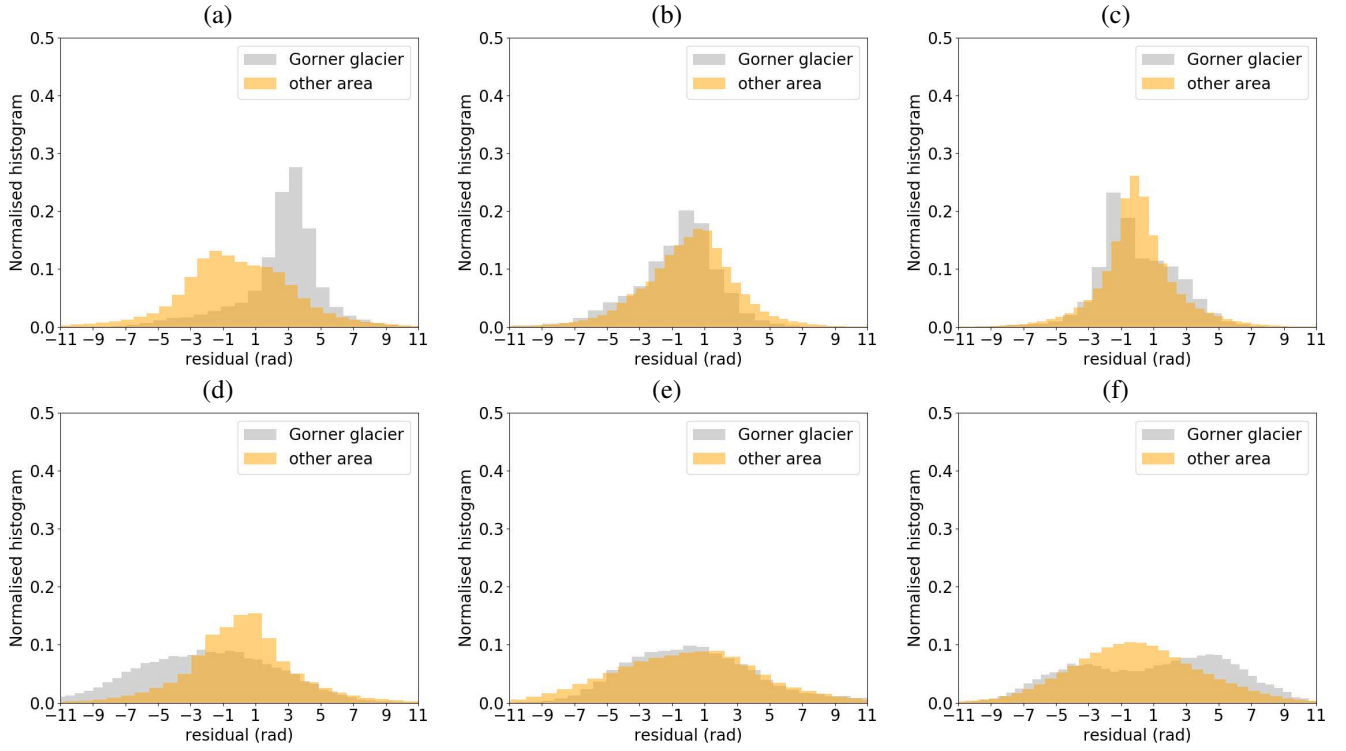 (a)
(b)
(c)
0.5
0.4
0.3
0.2
0.1
0.0
Normalised histogram
Gorner glacier
other area
−11 −9 −7 −5 −3 −1 1 3 5 7 9 11
residual (rad)
0.5
0.4
0.3
0.2
0.1
0.0
Normalised histogram
Gorner glacier
other area
−11 −9 −7 −5 −3 −1 1 3 5 7 9 11
residual (rad)
0.5
0.4
0.3
0.2
0.1
0.0
Normalised histogram
Gorner glacier
other area
−11 −9 −7 −5 −3 −1 1 3 5 7 9 11
residual (rad)
(d)
(e)
(f)
0.5
0.4
0.3
0.2
0.1
0.0
Normalised histogram
Gorner glacier
other area
−11 −9 −7 −5 −3 −1 1 3 5 7 9 11
residual (rad)
0.5
0.4
0.3
0.2
0.1
0.0
Normalised histogram
Gorner glacier
other area
−11 −9 −7 −5 −3 −1 1 3 5 7 9 11
residual (rad)
0.5
0.4
0.3
0.2
0.1
0.0
Normalised histogram
Gorner glacier
other area
−11 −9 −7 −5 −3 −1 1 3 5 7 9 11
residual (rad)